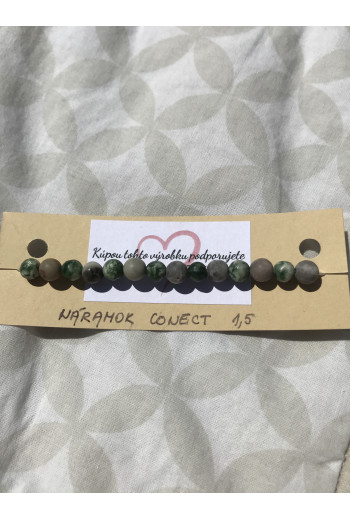 Kúpou tohto výrobku podporujete
NÁRAMOK CONECT 1,5